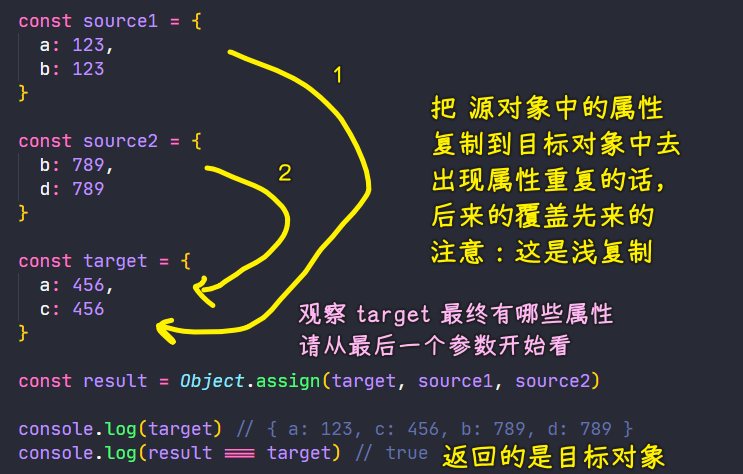 const source1 = {
a: 123,
b: 123
}
1
把 源对象中的属性
复制到目标对象中去
出现属性重复的话,
后来的覆盖先来的
注意:这是浅复制
const source2 = {
b: 789,
d: 789
}
2
const target = {
a: 456,
c: 456
}
观察 target 最终有哪些属性
请从最后一个参数开始看
const result = Object.assign(target, source1, source2)
console.log(target) // { a: 123, c: 456, b: 789, d: 789 }
console.log(result === target) // true 返回的是目标对象